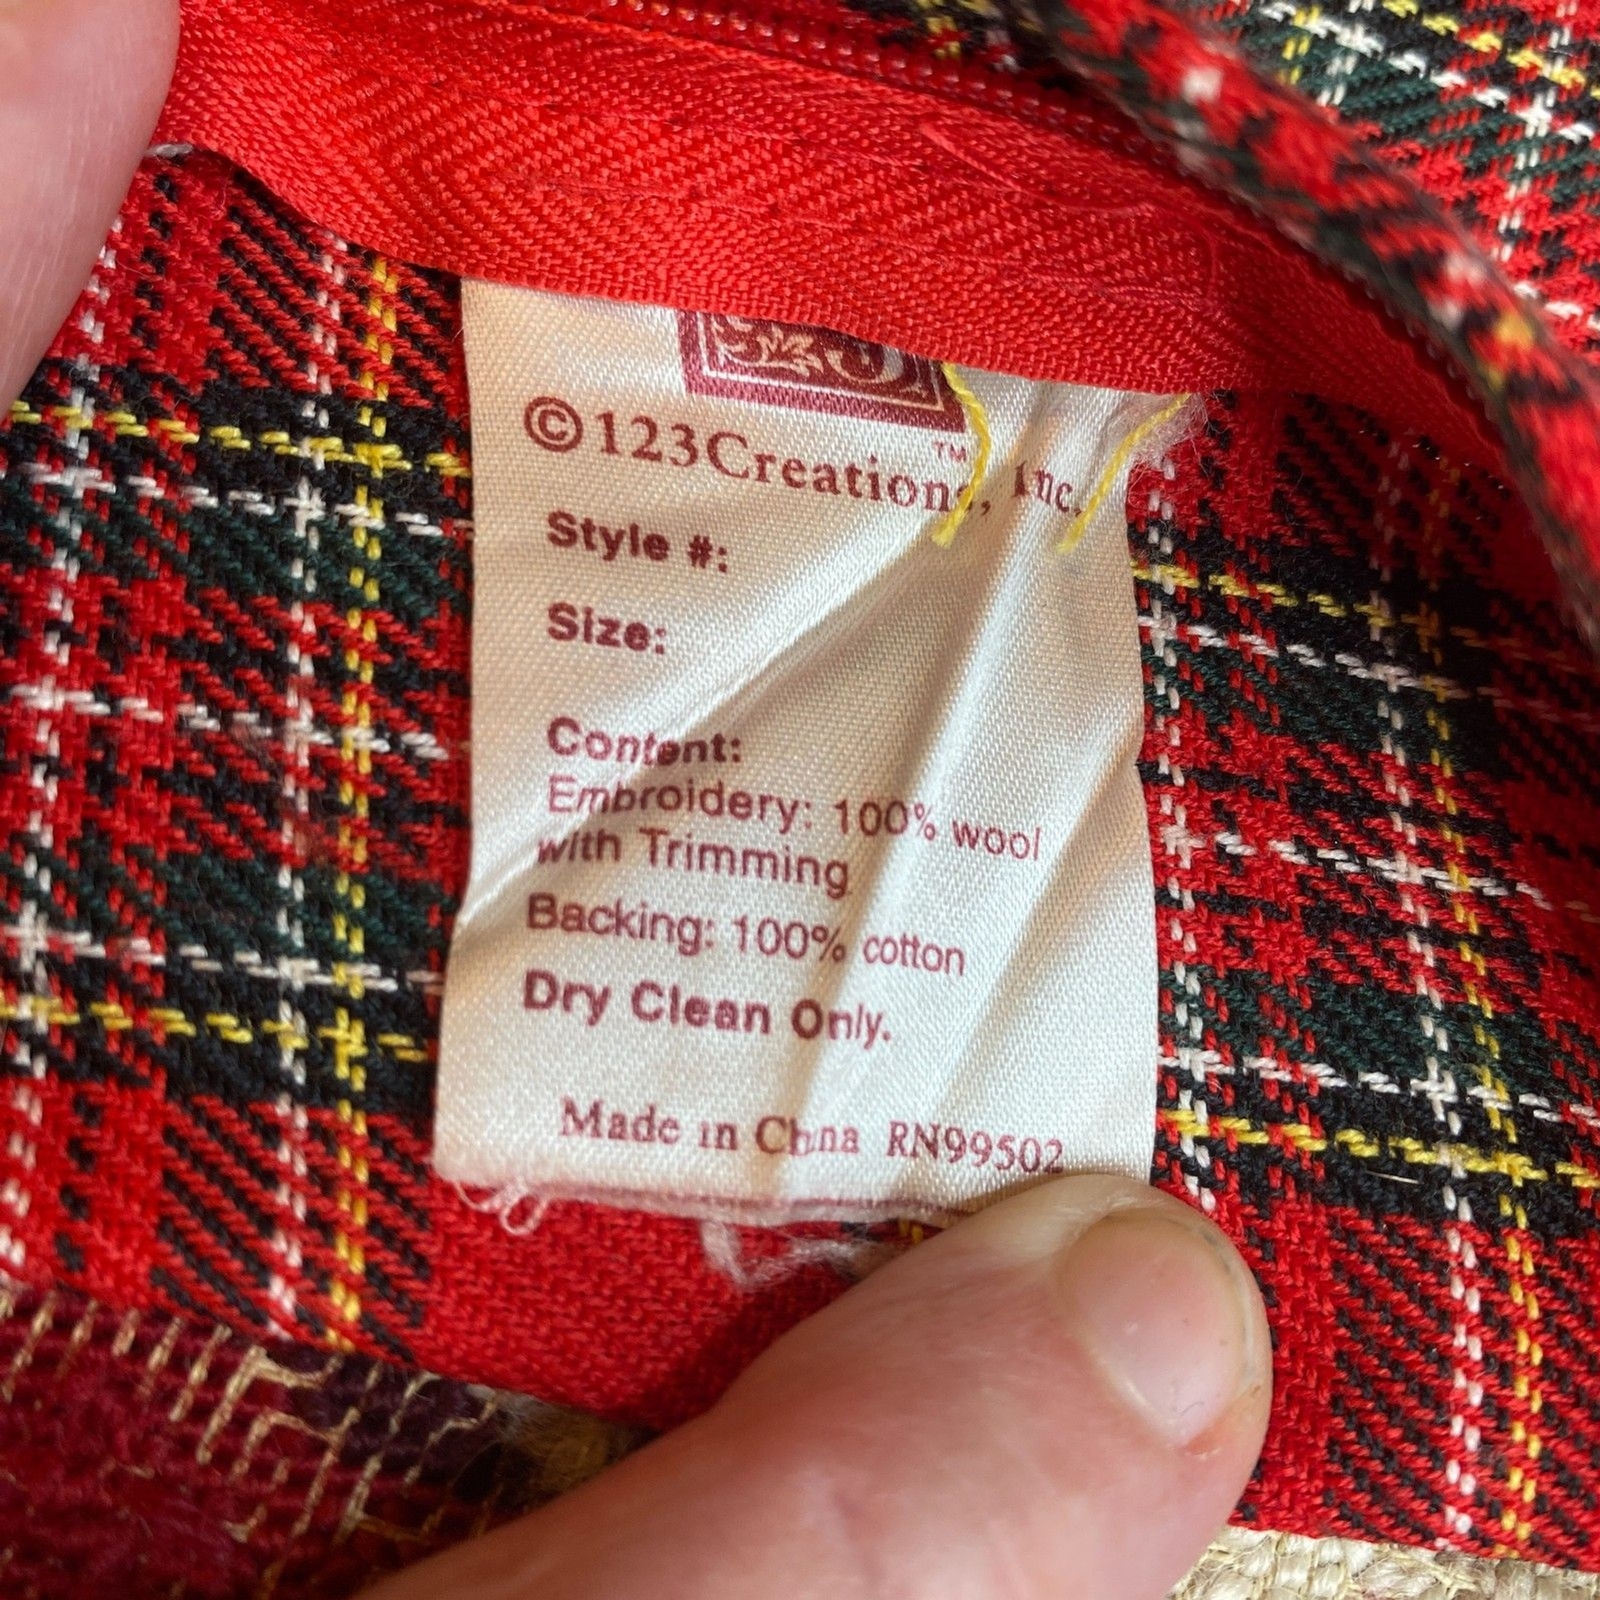 ©123Creations, Inc.
™
Style #:
Size:
Content:
Embroidery: 100% wool
with Trimming
Backing: 100% cotton
Dry Clean Only.
Made in China RN99502